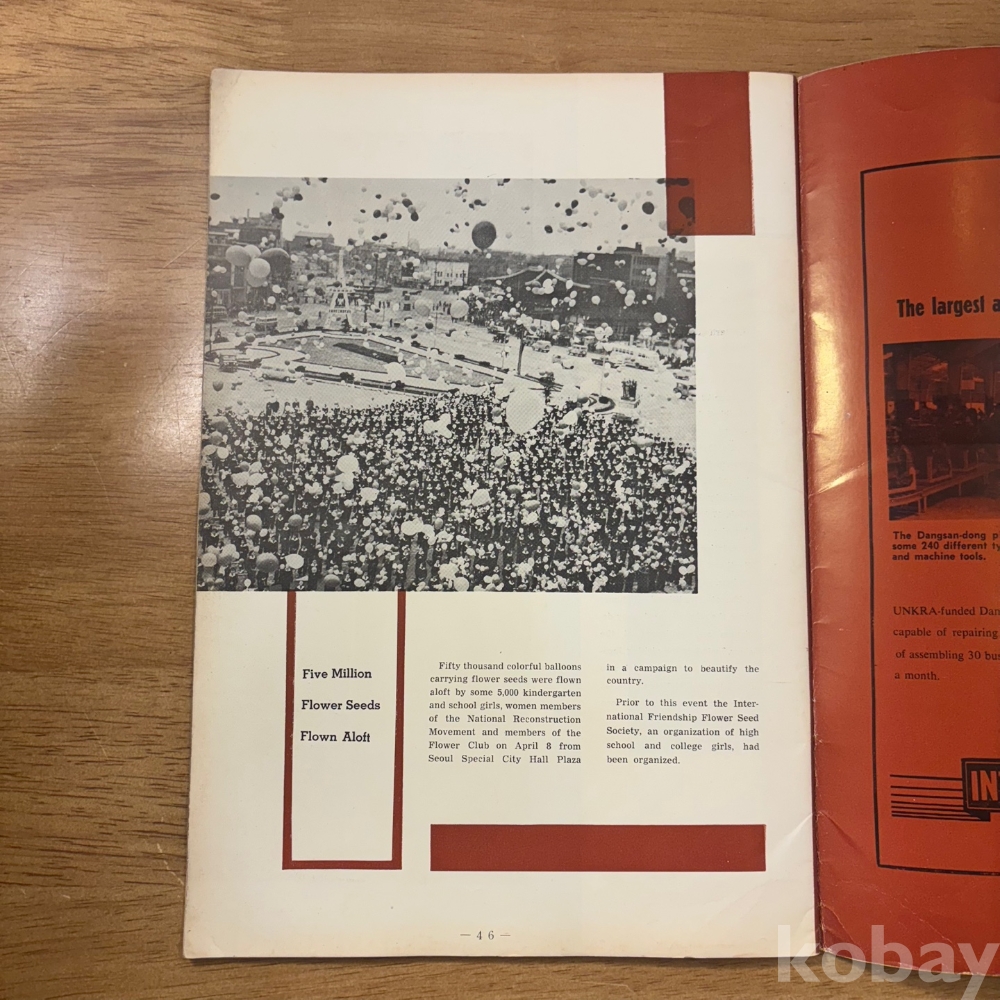 Five Million
Flower Seeds
Flown Aloft
Fifty thousand colorful balloons
carrying flower seeds were flown
aloft by some 5,000 kindergarten
and school girls, women members
of the National Reconstruction
Movement and members of the
Flower Club on April 8 from
Seoul Special City Hall Plaza
in a campaign to beautify the
country.
Prior to this event the Inter-
national Friendship Flower Seed
Society, an organization of high
school and college girls, had
been organized.
— 4 6 —
The largest a
The Dangsan-dong p
some 240 different ty
and machine tools.
UNKRA-funded Dan
capable of repairing
of assembling 30 bus
a month.
IN
kobay